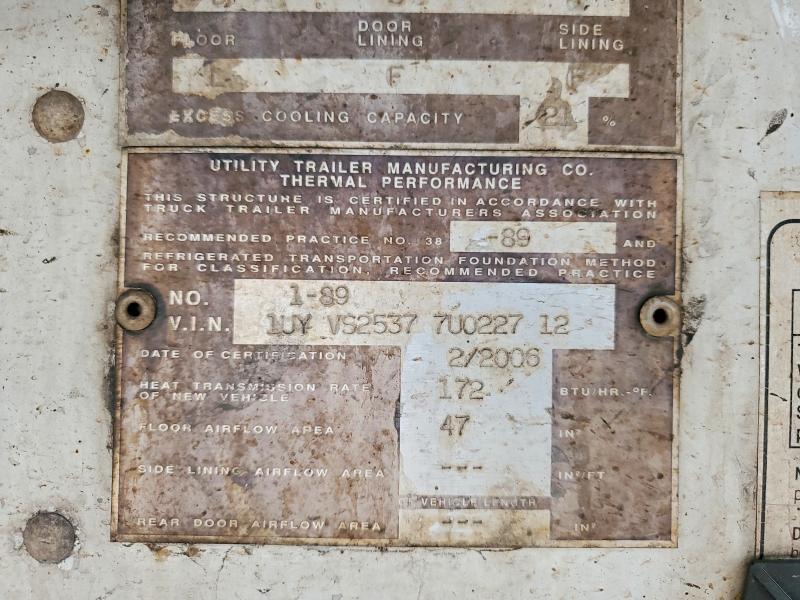 FLOOR
DOOR
LINING
SIDE
LINING
F
EXCESS COOLING CAPACITY 21 %
UTILITY TRAILER MANUFACTURING CO.
THERMAL PERFORMANCE
THIS STRUCTURE IS CERTIFIED IN ACCORDANCE WITH
TRUCK TRAILER MANUFACTURERS ASSOCIATION
RECOMMENDED PRACTICE NO. 38 -89 AND
REFRIGERATED TRANSPORTATION FOUNDATION METHOD
FOR CLASSIFICATION, RECOMMENDED PRACTICE
NO. 1-89
V.I.N. 1UY VS2537 7U0227 12
DATE OF CERTIFICATION 2/2006
HEAT TRANSMISSION RATE
OF NEW VEHICLE 172 BTU/HR.-°F.
FLOOR AIRFLOW AREA 47 IN²
SIDE LINING AIRFLOW AREA --- IN²/FT
VEHICLE LENGTH
REAR DOOR AIRFLOW AREA --- IN²